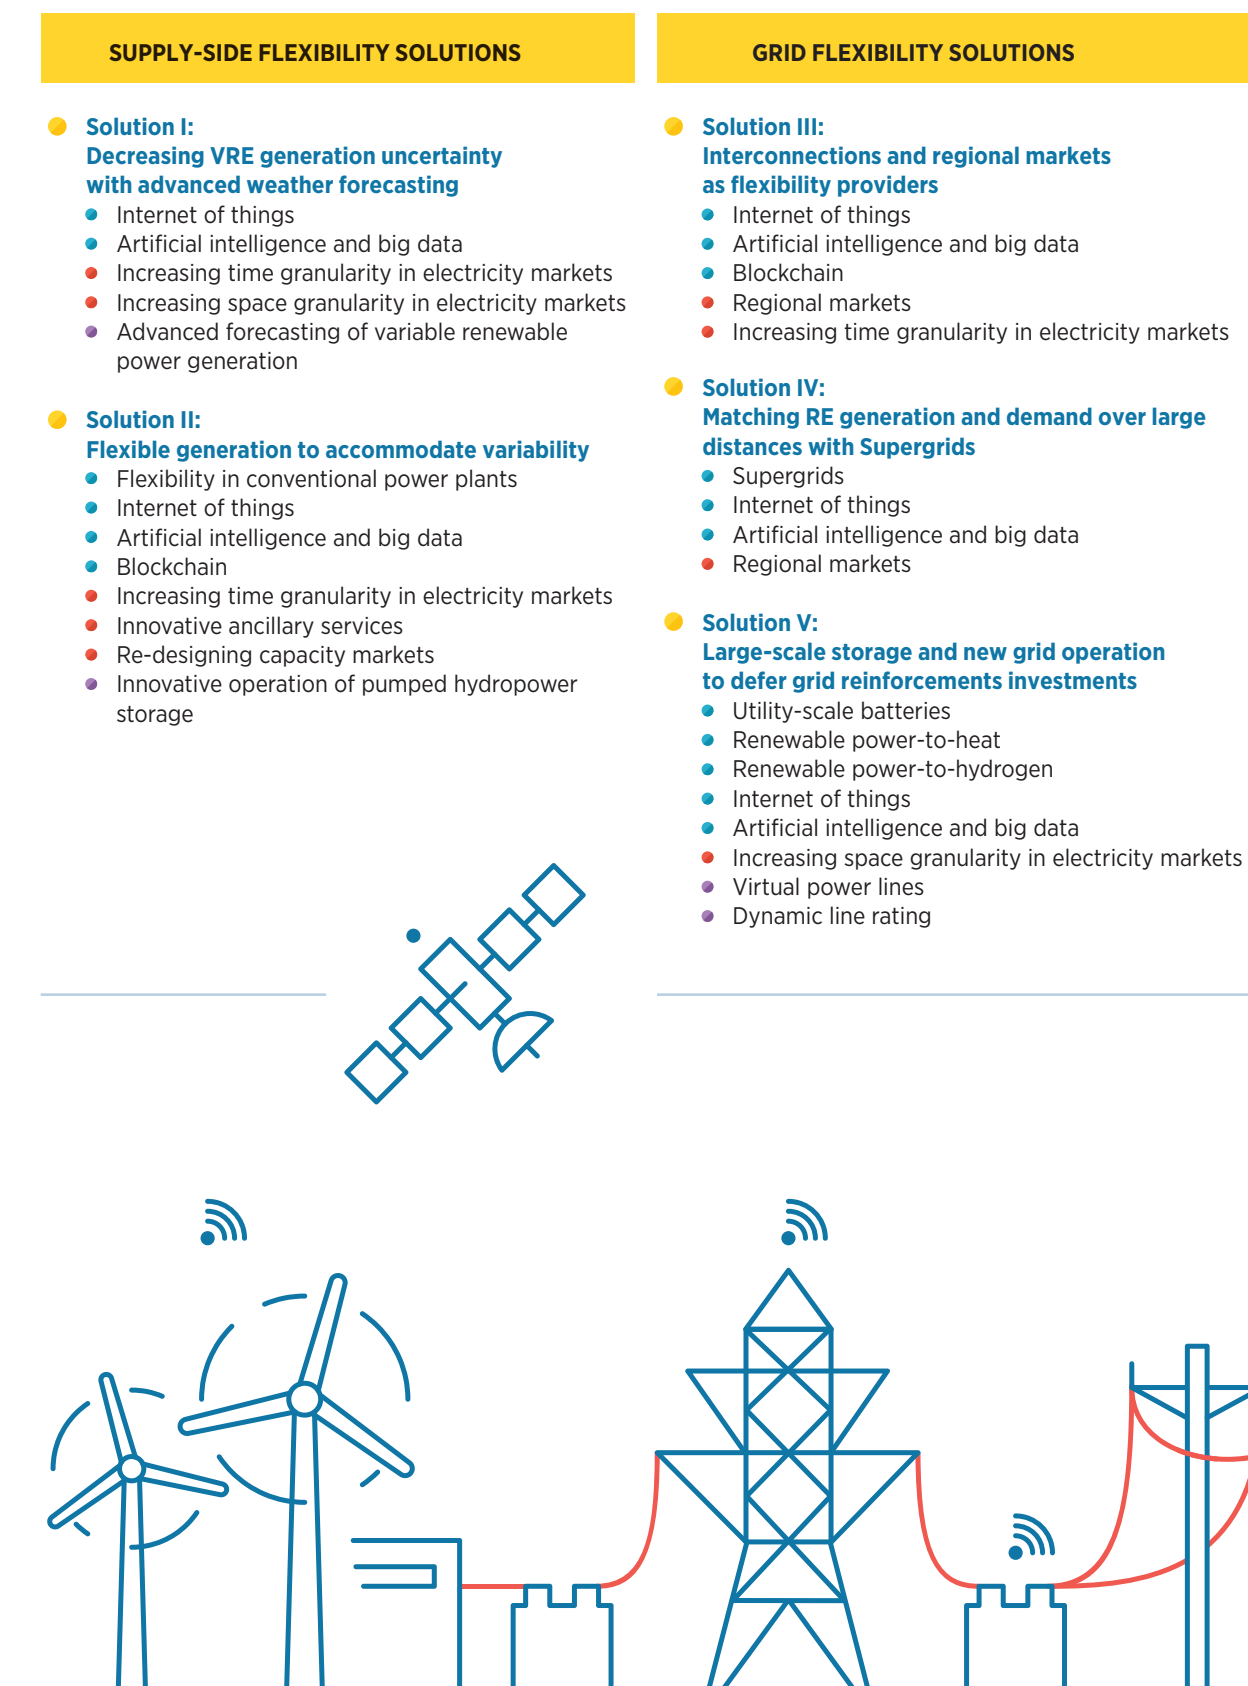 SUPPLY-SIDE FLEXIBILITY SOLUTIONS
Solution I:
Decreasing VRE generation uncertainty
with advanced weather forecasting
Internet of things
Artificial intelligence and big data
Increasing time granularity in electricity markets
Increasing space granularity in electricity markets
Advanced forecasting of variable renewable
power generation
Solution II:
Flexible generation to accommodate variability
Flexibility in conventional power plants
Internet of things
Artificial intelligence and big data
Blockchain
Increasing time granularity in electricity markets
Innovative ancillary services
Re-designing capacity markets
Innovative operation of pumped hydropower
storage
GRID FLEXIBILITY SOLUTIONS
Solution III:
Interconnections and regional markets
as flexibility providers
Internet of things
Artificial intelligence and big data
Blockchain
Regional markets
Increasing time granularity in electricity markets
Solution IV:
Matching RE generation and demand over large
distances with Supergrids
Supergrids
Internet of things
Artificial intelligence and big data
Regional markets
Solution V:
Large-scale storage and new grid operation
to defer grid reinforcements investments
Utility-scale batteries
Renewable power-to-heat
Renewable power-to-hydrogen
Internet of things
Artificial intelligence and big data
Increasing space granularity in electricity markets
Virtual power lines
Dynamic line rating